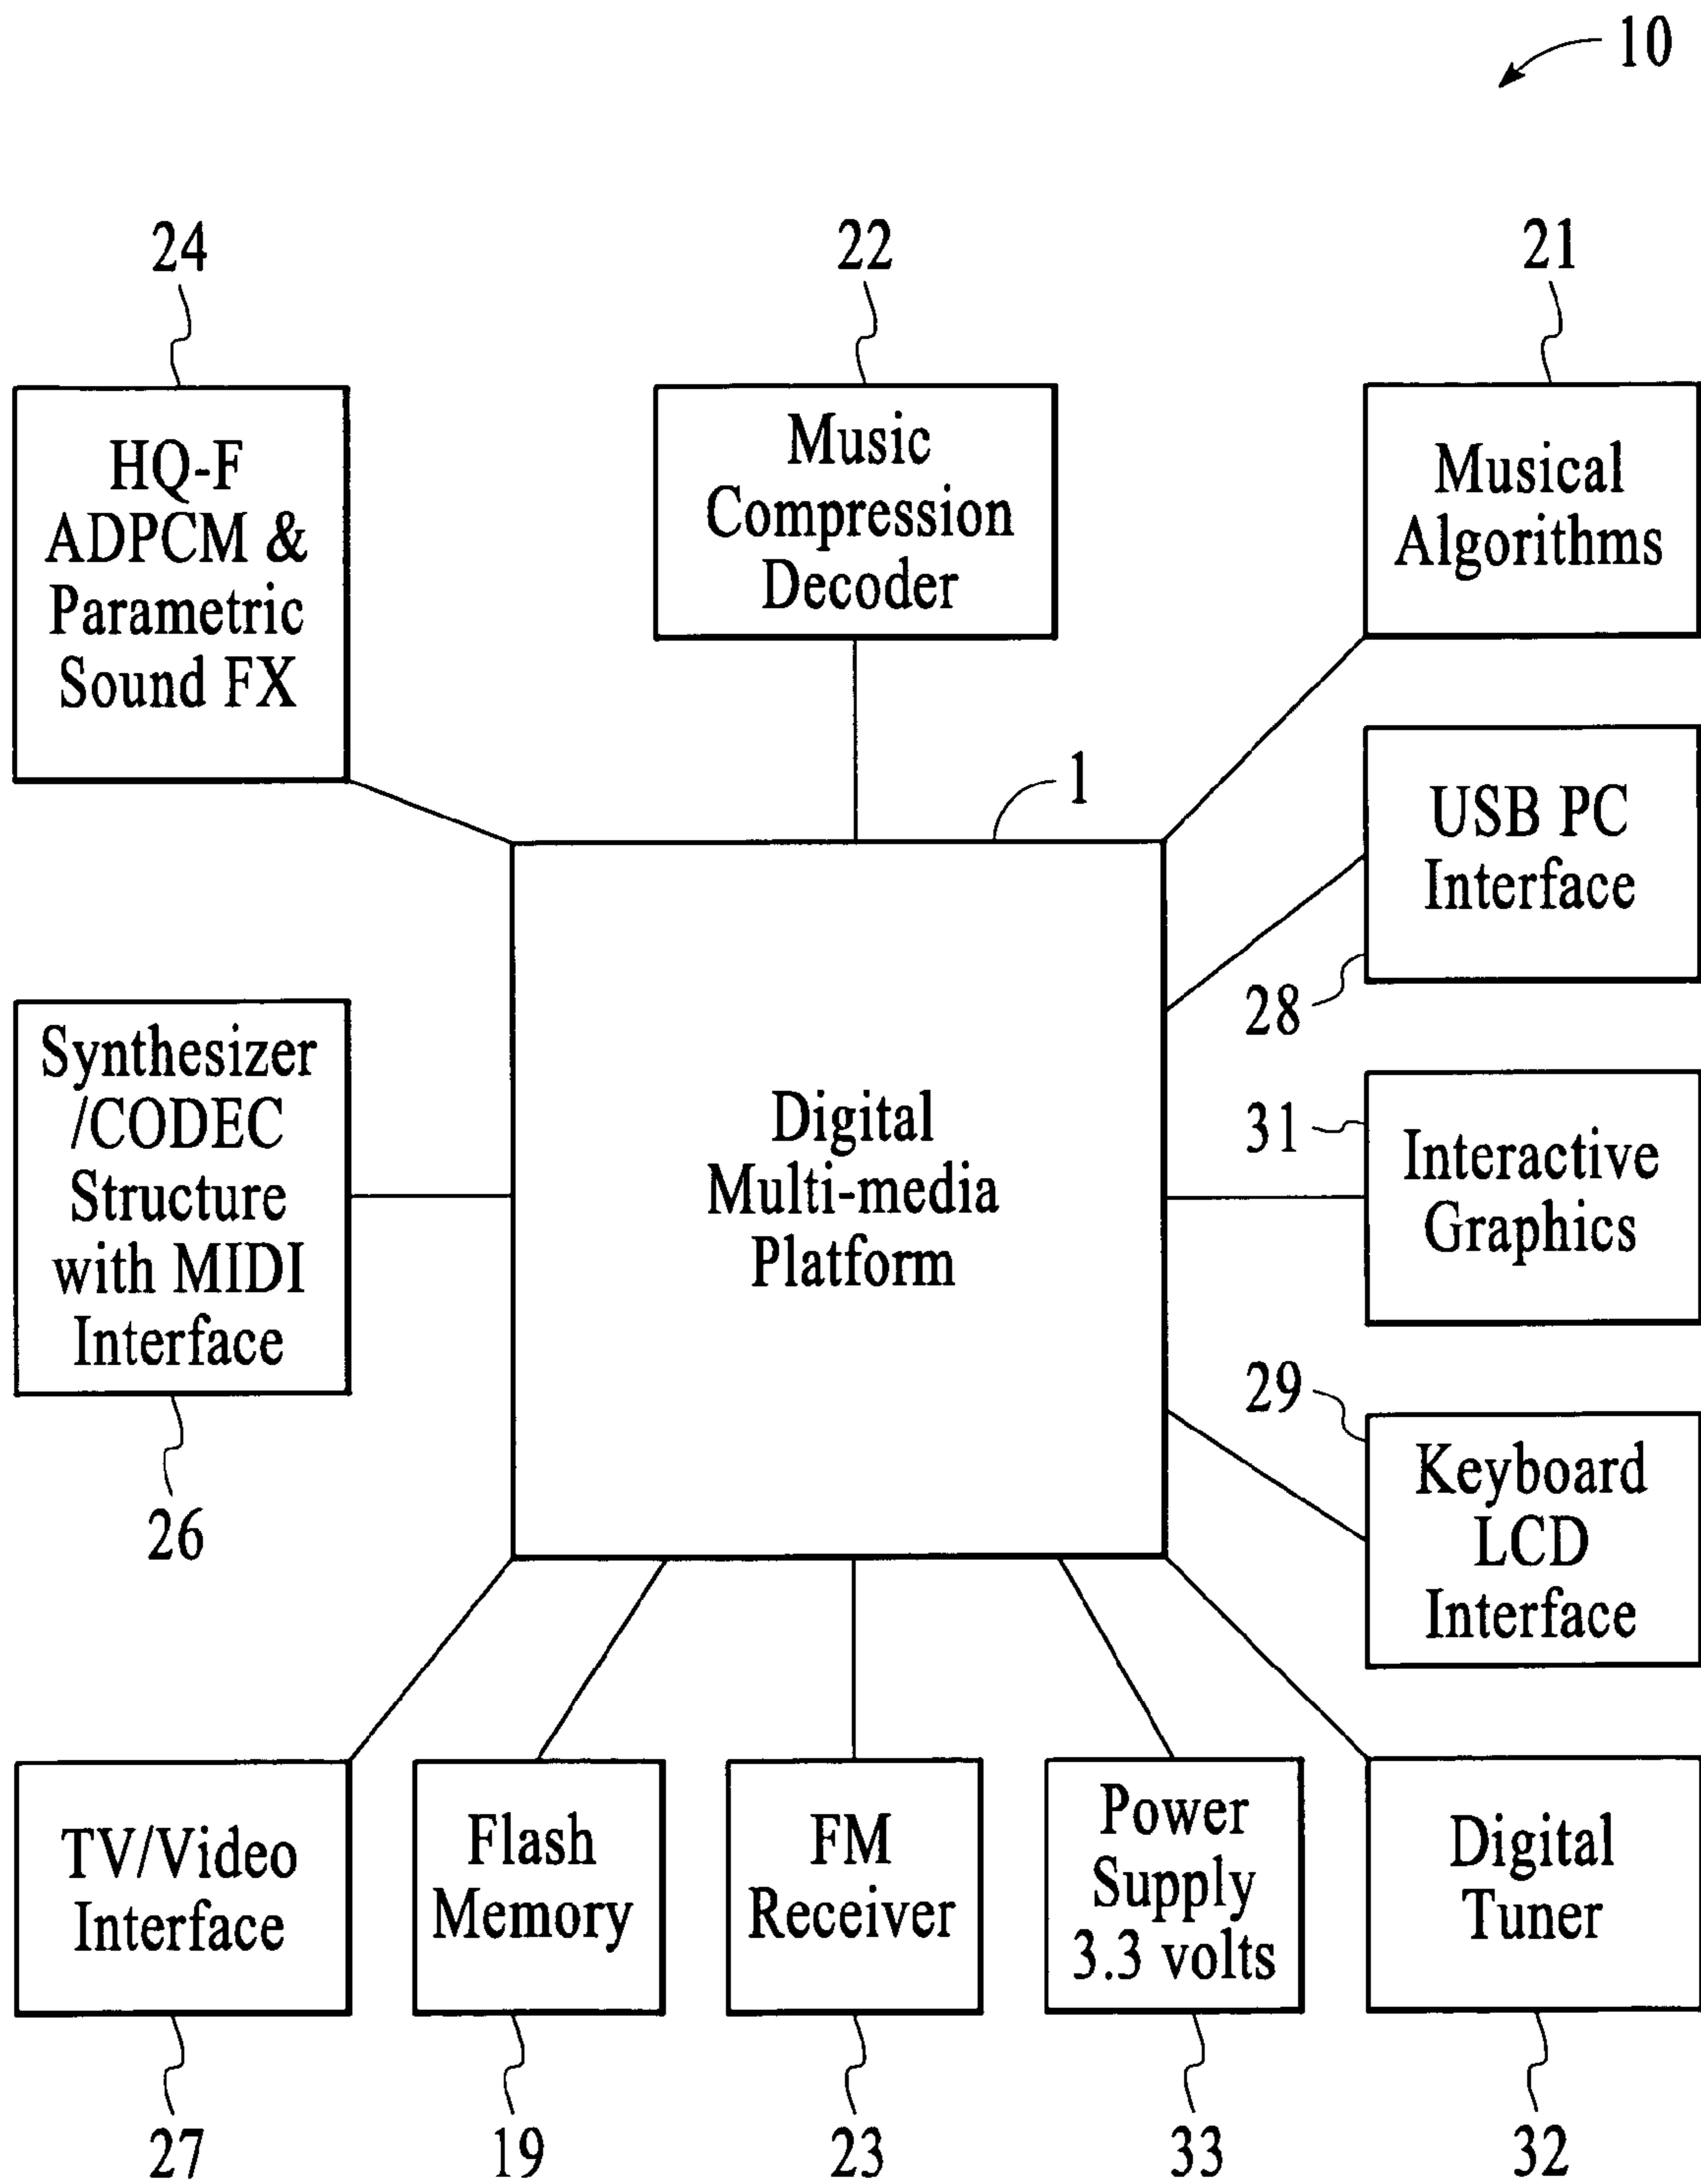 10
24
22
21
HQ-F
ADPCM &
Parametric
Sound FX
Music
Compression
Decoder
Musical
Algorithms
1
USB PC
Interface
28
Synthesizer
/CODEC
Structure
with MIDI
Interface
26
Digital
Multi-media
Platform
31
Interactive
Graphics
29
Keyboard
LCD
Interface
TV/Video
Interface
Flash
Memory
FM
Receiver
Power
Supply
3.3 volts
Digital
Tuner
27
19
23
33
32